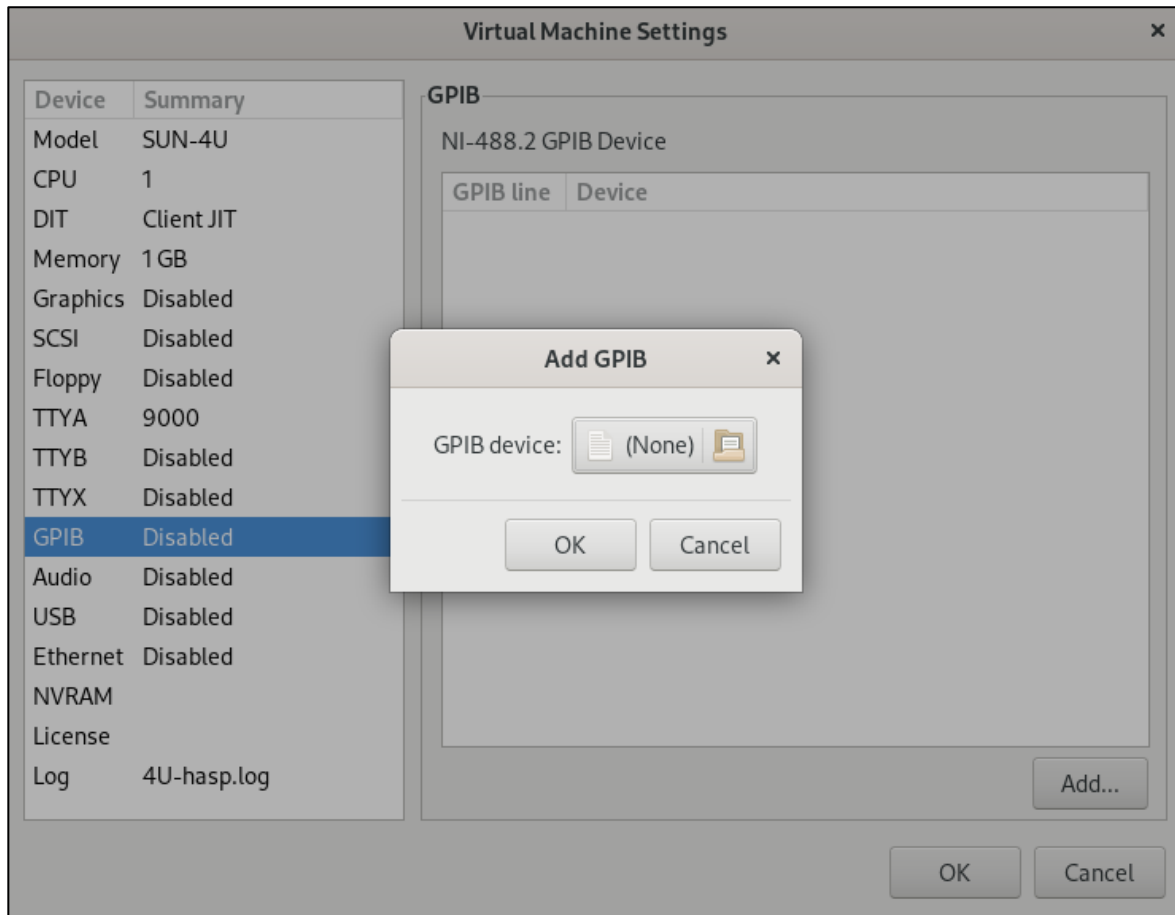 Virtual Machine Settings
Device Summary
Model SUN-4U
CPU 1
DIT Client JIT
Memory 1 GB
Graphics Disabled
SCSI Disabled
Floppy Disabled
TTYA 9000
TTYB Disabled
TTYX Disabled
GPIB Disabled
Audio Disabled
USB Disabled
Ethernet Disabled
NVRAM
License
Log 4U-hasp.log
GPIB
NI-488.2 GPIB Device
GPIB line Device
Add GPIB
GPIB device: (None)
OK Cancel
Add...
OK Cancel